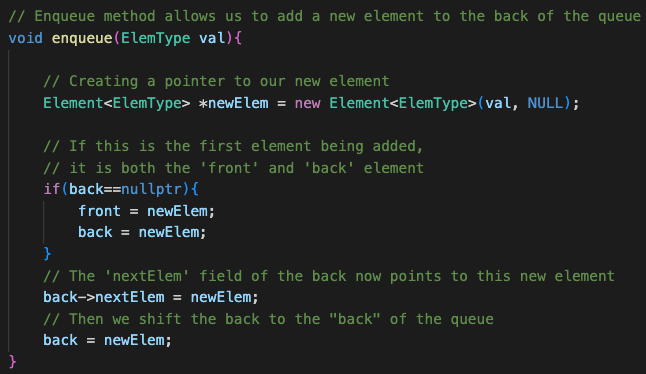 // Enqueue method allows us to add a new element to the back of the queue
void enqueue(ElemType val){
// Creating a pointer to our new element
Element<ElemType> *newElem = new Element<ElemType>(val, NULL);
// If this is the first element being added,
// it is both the 'front' and 'back' element
if(back==nullptr){
front = newElem;
back = newElem;
}
// The 'nextElem' field of the back now points to this new element
back->nextElem = newElem;
// Then we shift the back to the "back" of the queue
back = newElem;
}